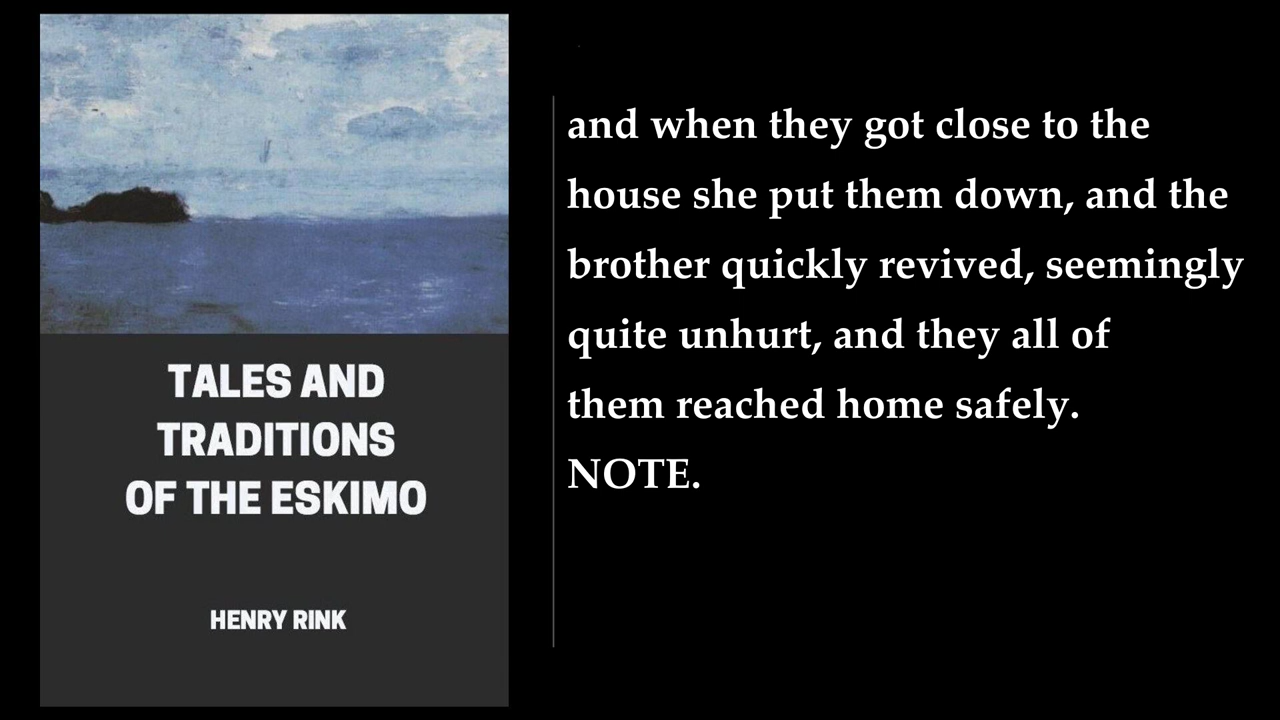 TALES AND
TRADITIONS
OF THE ESKIMO
HENRY RINK
and when they got close to the
house she put them down, and the
brother quickly revived, seemingly
quite unhurt, and they all of
them reached home safely.
NOTE.